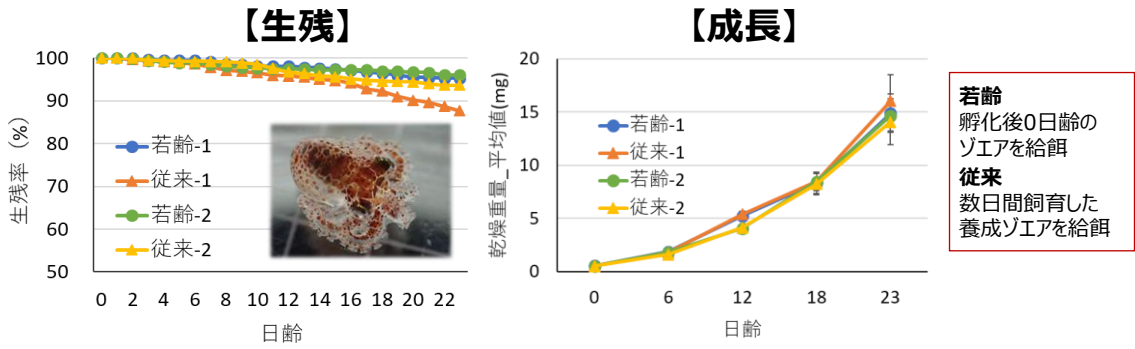 【生残】
生残率（%）
100
90
80
70
60
50
若齢-1
従来-1
若齢-2
従来-2
0 2 4 6 8 10 12 14 16 18 20 22
日齢
【成長】
乾燥重量_平均値(mg)
20
15
10
5
0
若齢-1
従来-1
若齢-2
従来-2
0 6 12 18 23
日齢
若齢
孵化後0日齢の
ゾエアを給餌
従来
数日間飼育した
養成ゾエアを給餌